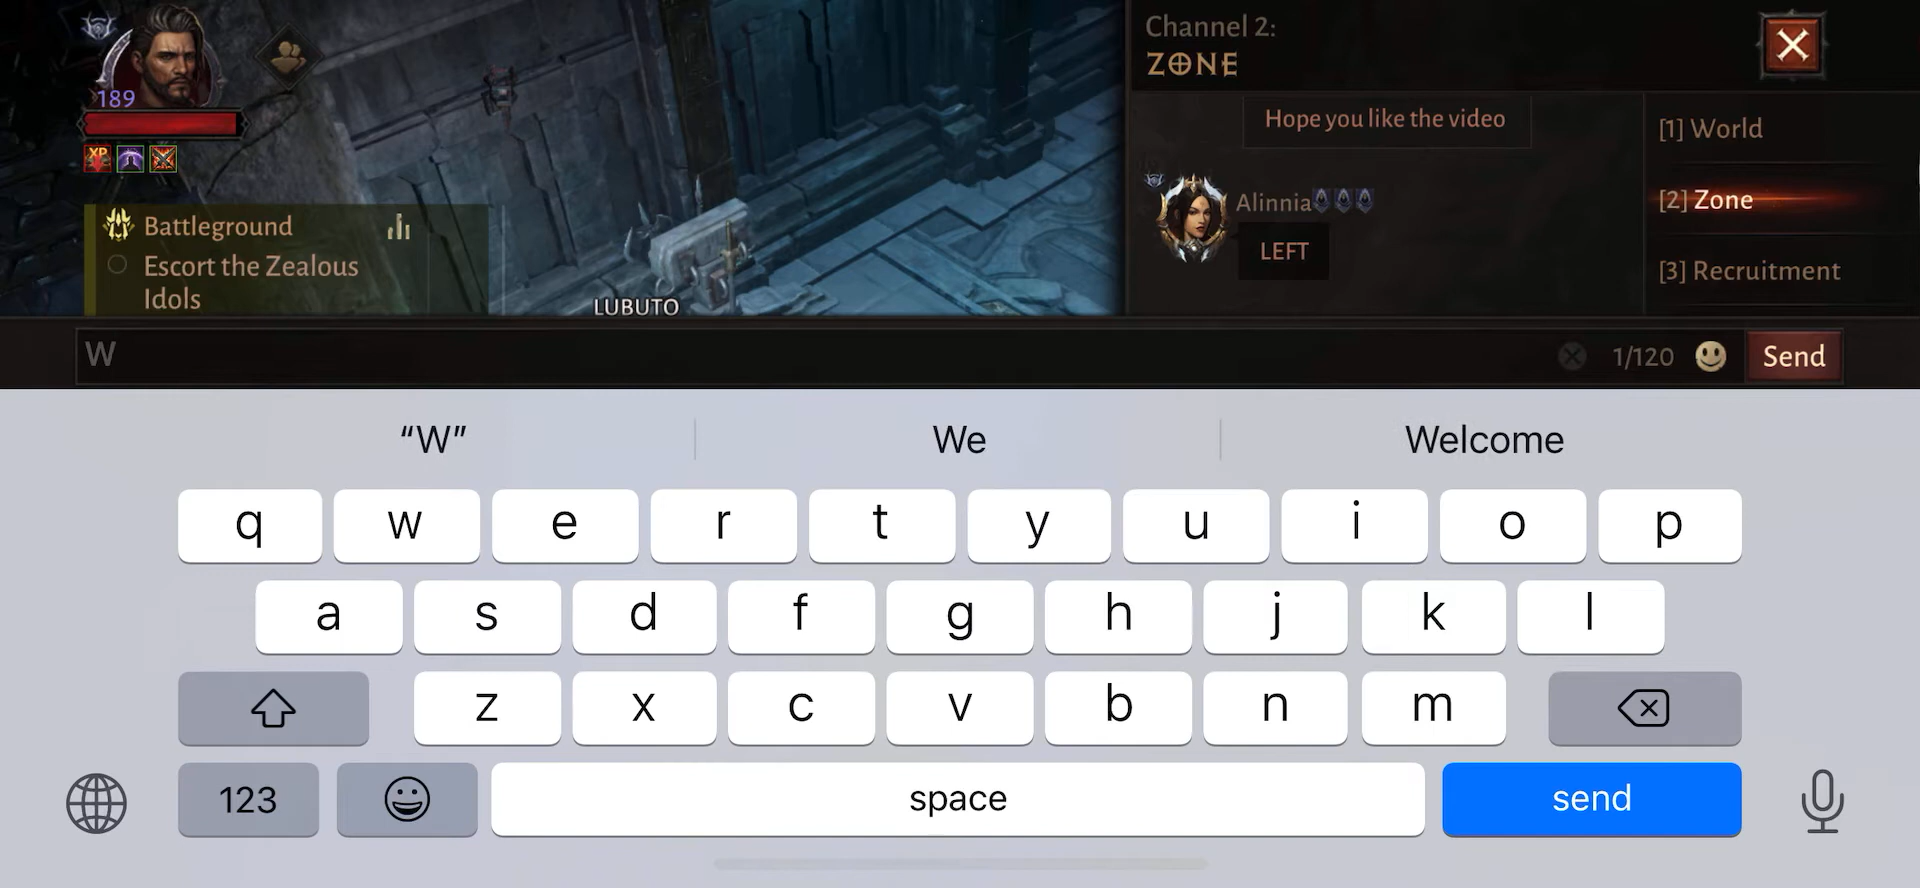 189
XP
Battleground
Escort the Zealous
Idols
LUBUTO
Channel 2:
ZONE
Hope you like the video
Alinnia
LEFT
[1] World
[2] Zone
[3] Recruitment
W
1/120
Send
“W”
We
Welcome
q w e r t y u i o p
a s d f g h j k l
z x c v b n m
123
space
send